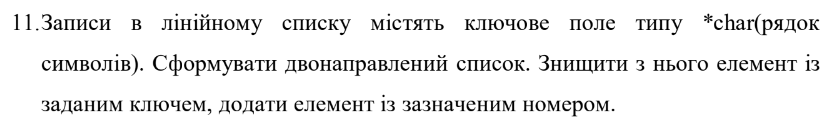 11.Записи в лінійному списку містять ключове поле типу *char(рядок
символів). Сформувати двонаправлений список. Знищити з нього елемент із
заданим ключем, додати елемент із зазначеним номером.